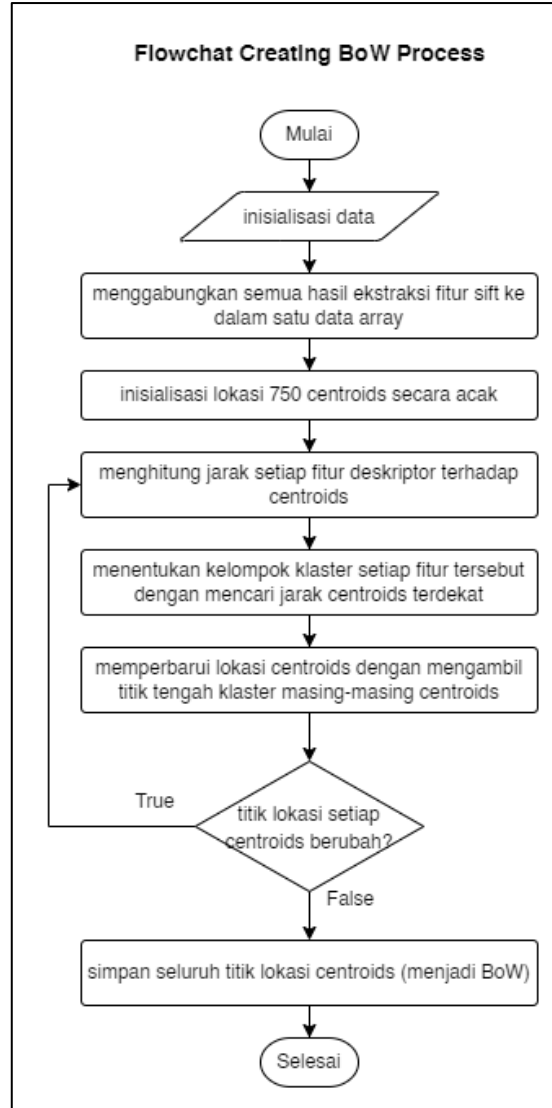 Flowchat Creating BoW Process
Mulai
inisialisasi data
menggabungkan semua hasil ekstraksi fitur sift ke
dalam satu data array
inisialisasi lokasi 750 centroids secara acak
menghitung jarak setiap fitur deskriptor terhadap
centroids
menentukan kelompok klaster setiap fitur tersebut
dengan mencari jarak centroids terdekat
memperbarui lokasi centroids dengan mengambil
titik tengah klaster masing-masing centroids
True
titik lokasi setiap
centroids berubah?
False
simpan seluruh titik lokasi centroids (menjadi BoW)
Selesai